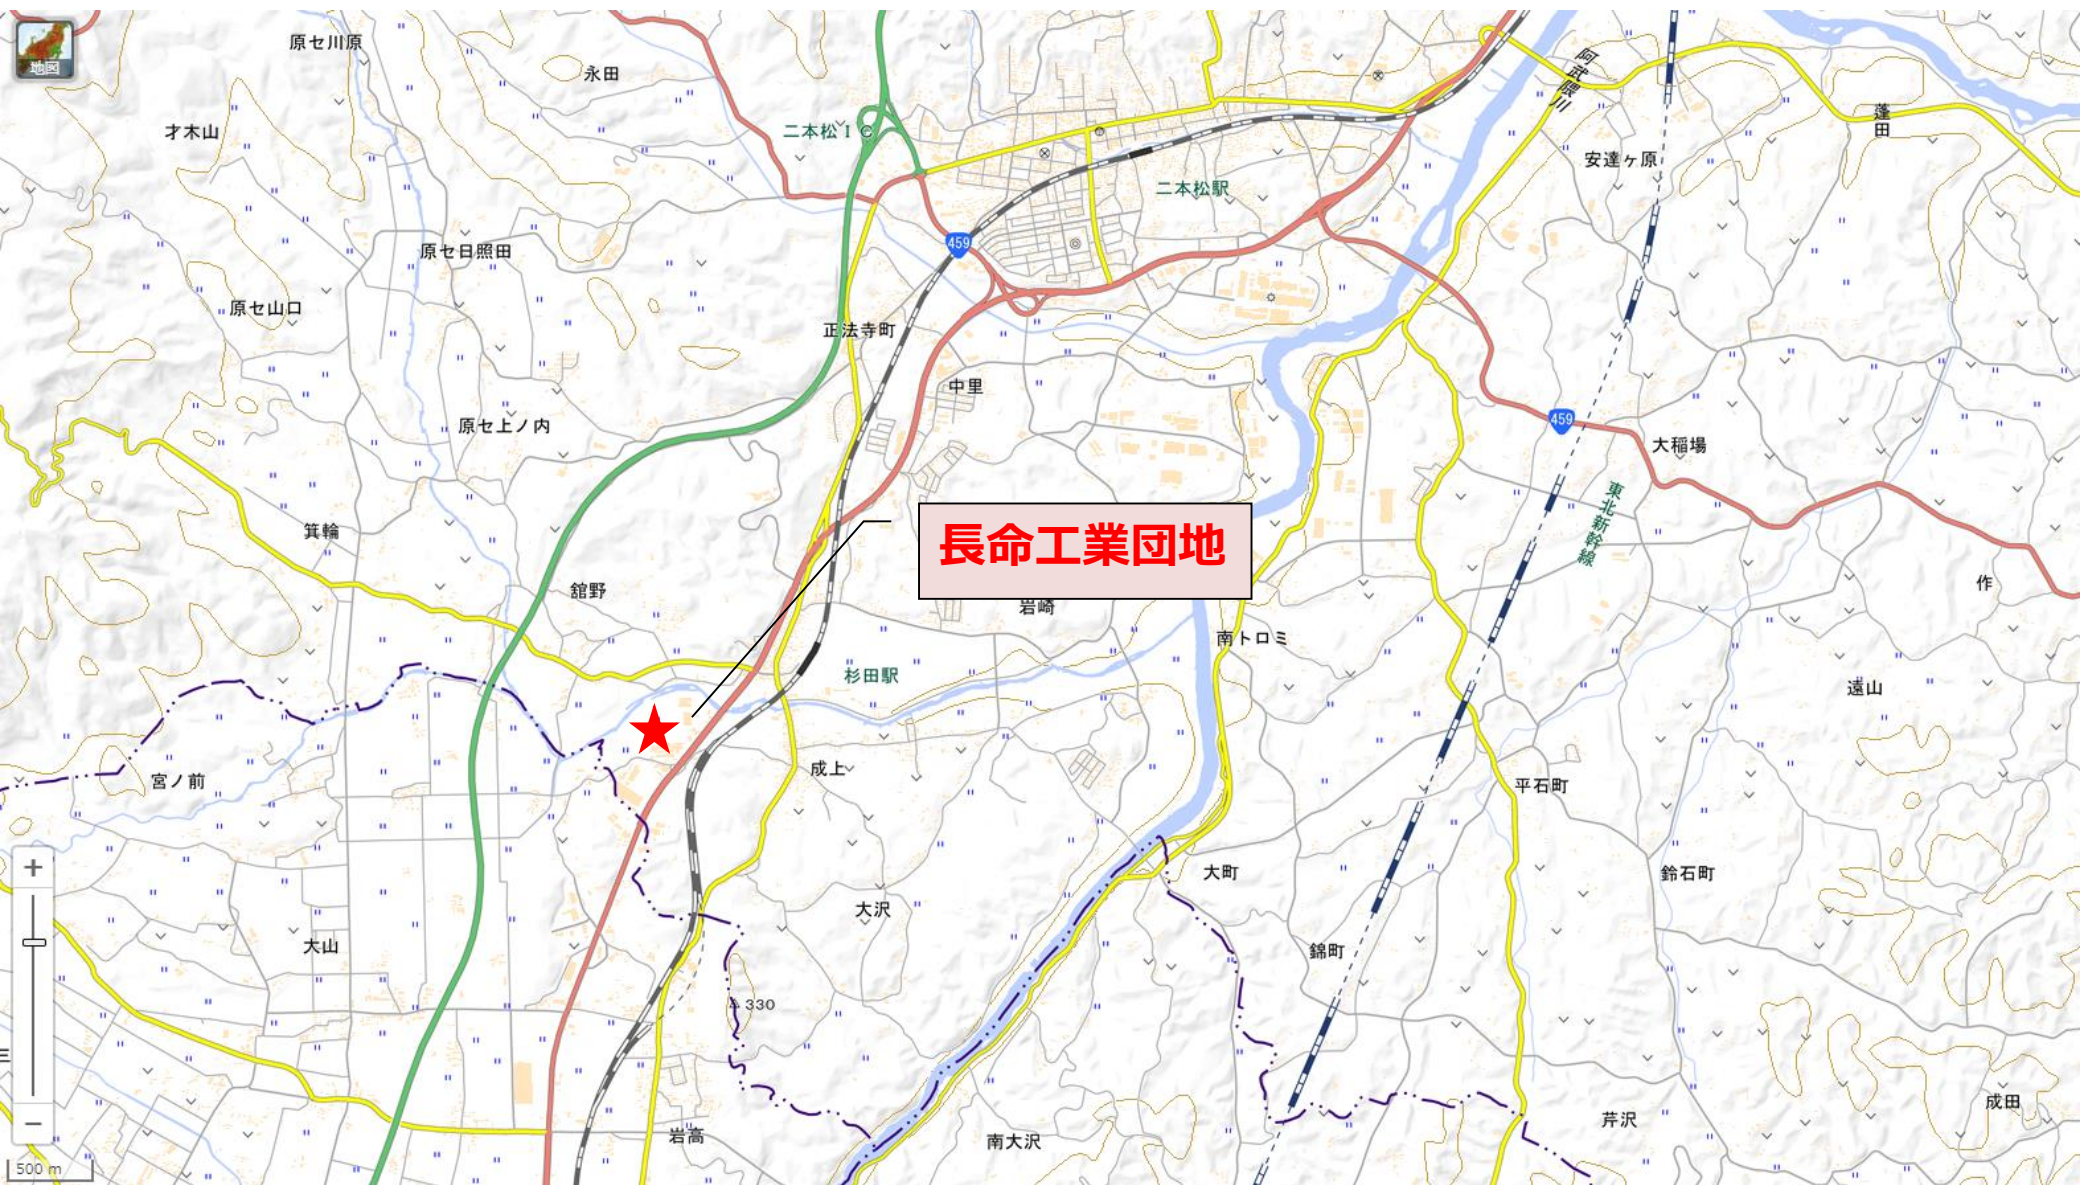 地図
原セ川原
永田
阿武隈川
蓬田
才木山
二本松IC
安達ヶ原
二本松駅
原セ日照田
459
原セ山口
正法寺町
中里
原セ上ノ内
459
大稲場
東北新幹線
箕輪
長命工業団地
舘野
岩崎
作
南トロミ
杉田駅
遠山
宮ノ前
成上
平石町
大町
鈴石町
大沢
大山
錦町
330
三
成田
岩高
南大沢
芹沢
+
−
500 m